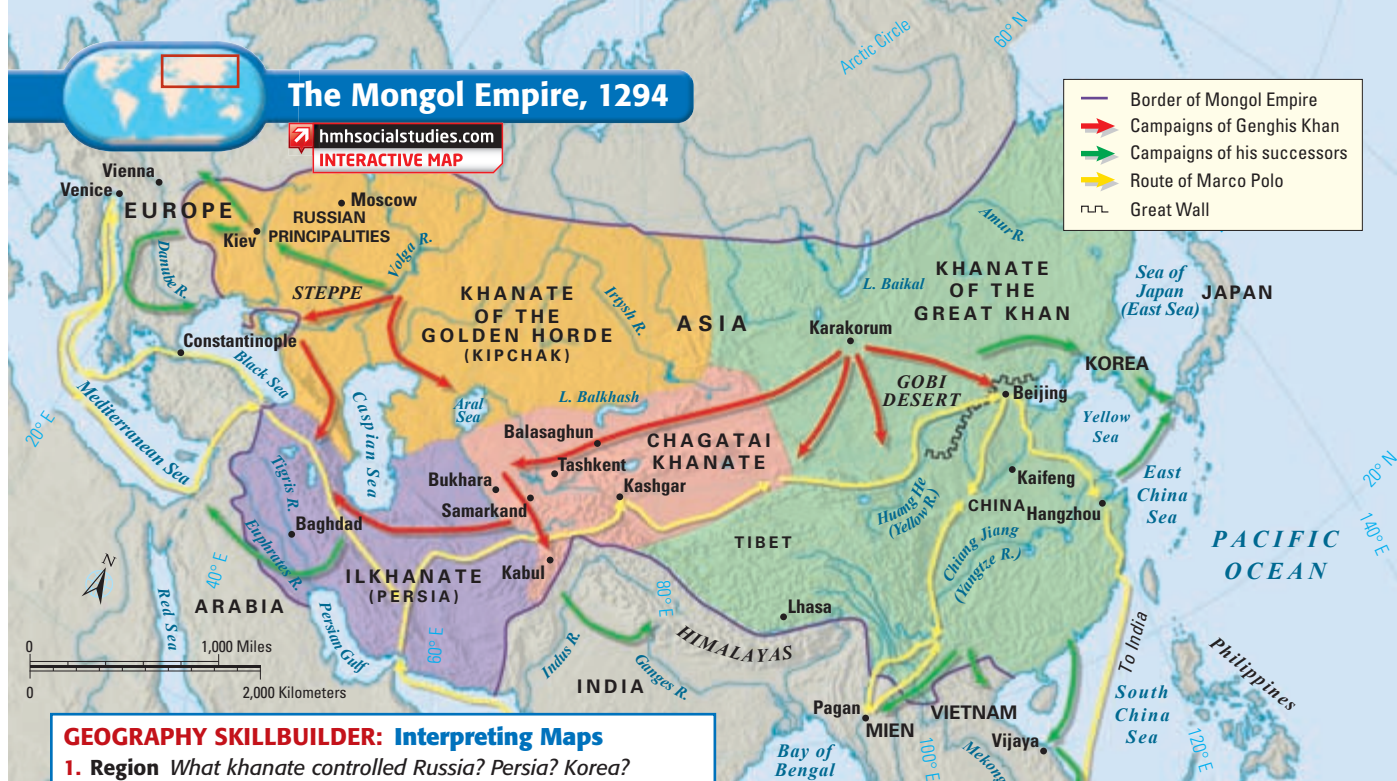 The Mongol Empire, 1294
hmhsocialstudies.com
INTERACTIVE MAP
Border of Mongol Empire
Campaigns of Genghis Khan
Campaigns of his successors
Route of Marco Polo
Great Wall
Arctic Circle
60° N
Vienna
Venice
EUROPE
Moscow
RUSSIAN
PRINCIPALITIES
Kiev
Danube R.
Volga R.
STEPPE
KHANATE
OF THE
GOLDEN HORDE
(KIPCHAK)
Irtysh R.
ASIA
L. Baikal
Amur R.
KHANATE
OF THE
GREAT KHAN
Sea of
Japan
(East Sea)
JAPAN
Karakorum
KOREA
GOBI
DESERT
Beijing
Yellow
Sea
Constantinople
Black Sea
Mediterranean Sea
20° E
Caspian Sea
Aral
Sea
L. Balkhash
Balasaghun
CHAGATAI
KHANATE
Tashkent
Bukhara
Kashgar
Samarkand
Tigris R.
Baghdad
Euphrates R.
40° E
ILKHANATE
(PERSIA)
Kabul
Kaifeng
CHINA
Hangzhou
Huang He
(Yellow R.)
Chiang Jiang
(Yangtze R.)
TIBET
East
China
Sea
20° N
140° E
PACIFIC
OCEAN
N
ARABIA
Red Sea
Persian Gulf
60° E
80° E
Lhasa
HIMALAYAS
Indus R.
Ganges R.
INDIA
0
1,000 Miles
0
2,000 Kilometers
To India
Philippines
South
China
Sea
Pagan
MIEN
VIETNAM
Vijaya
Bay of
Bengal
100° E
Mekong
120° E
GEOGRAPHY SKILLBUILDER: Interpreting Maps
1. Region What khanate controlled Russia? Persia? Korea?